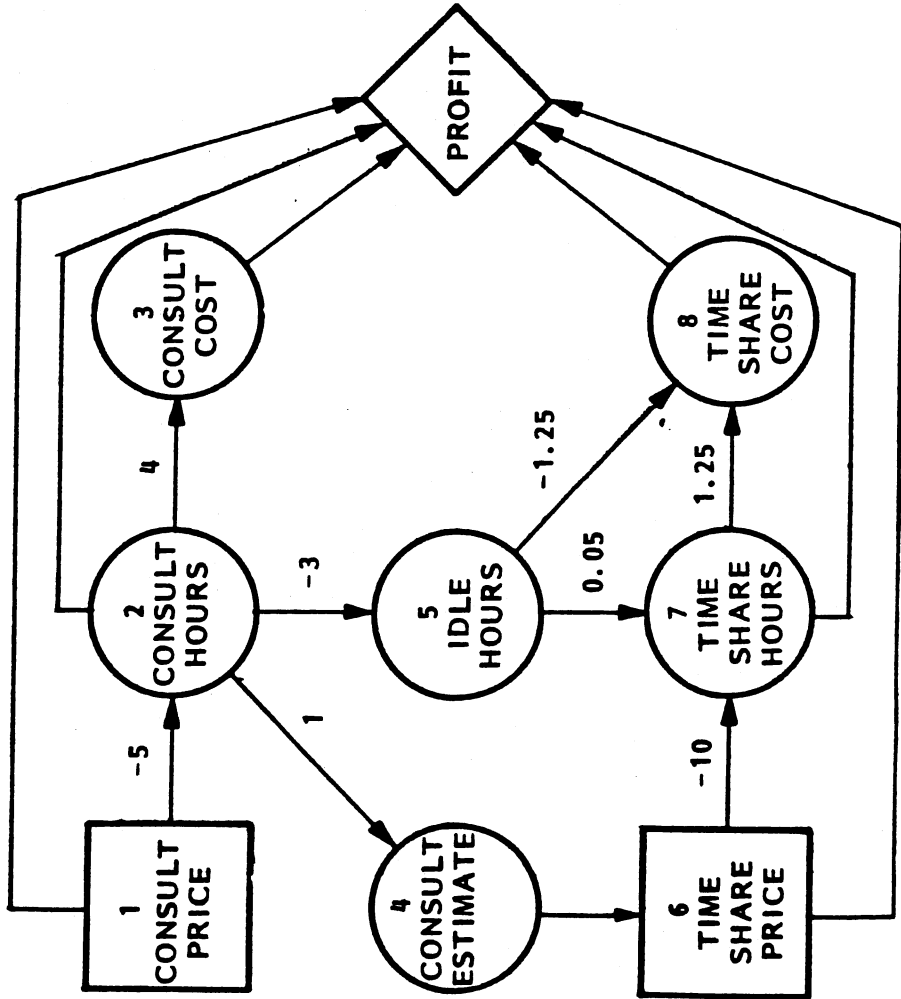 1
CONSULT
PRICE
-5
2
CONSULT
HOURS
4
3
CONSULT
COST
PROFIT
1
-3
4
CONSULT
ESTIMATE
5
IDLE
HOURS
-1.25
0.05
6
TIME
SHARE
PRICE
-10
7
TIME
SHARE
HOURS
1.25
8
TIME
SHARE
COST